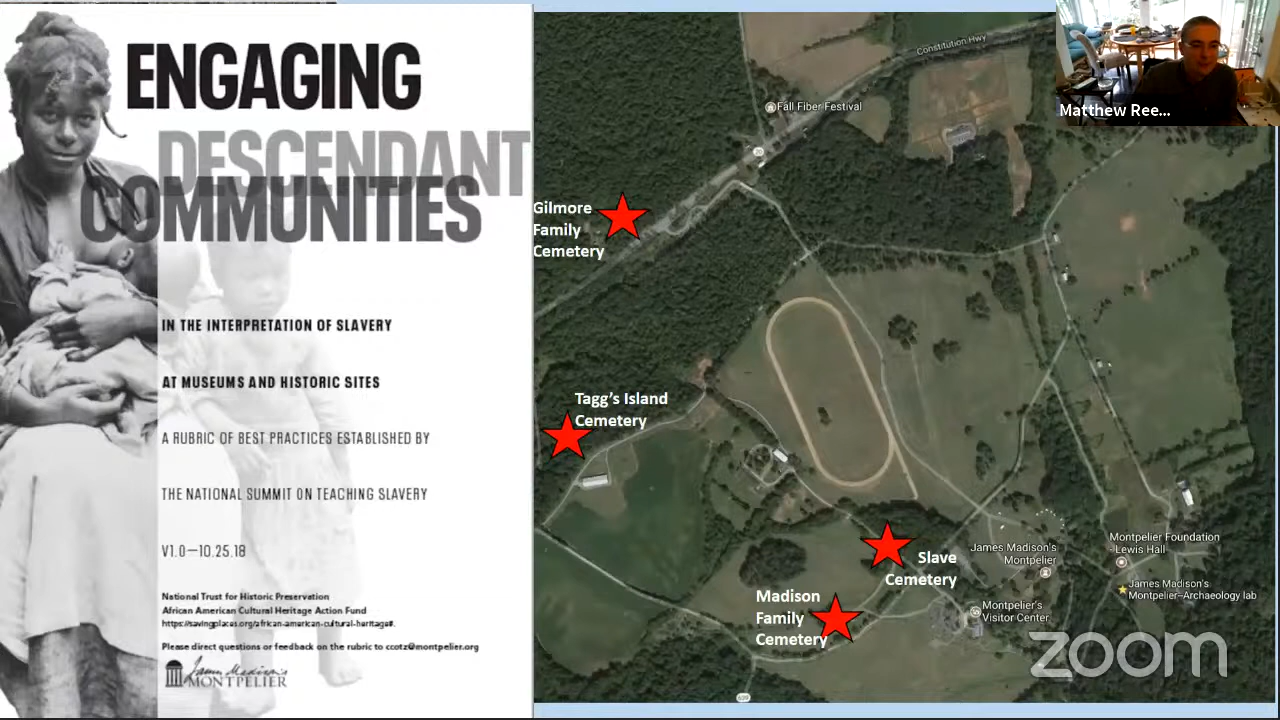 ENGAGING
DESCENDANT
COMMUNITIES
IN THE INTERPRETATION OF SLAVERY
AT MUSEUMS AND HISTORIC SITES
A RUBRIC OF BEST PRACTICES ESTABLISHED BY
THE NATIONAL SUMMIT ON TEACHING SLAVERY
V1.0—10.25.18
National Trust for Historic Preservation
African American Cultural Heritage Action Fund
https://savingplaces.org/african-american-cultural-heritage#.
Please direct questions or feedback on the rubric to ccotz@montpelier.org
James Madison's
MONTPELIER
Constitution Hwy
Fall Fiber Festival
20
Gilmore
Family
Cemetery
Tagg's Island
Cemetery
Slave
Cemetery
Madison
Family
Cemetery
James Madison's
Montpelier
Montpelier Foundation
Lewis Hall
James Madison's
Montpelier–Archaeology lab
Montpelier's
Visitor Center
Matthew Ree...
zoom